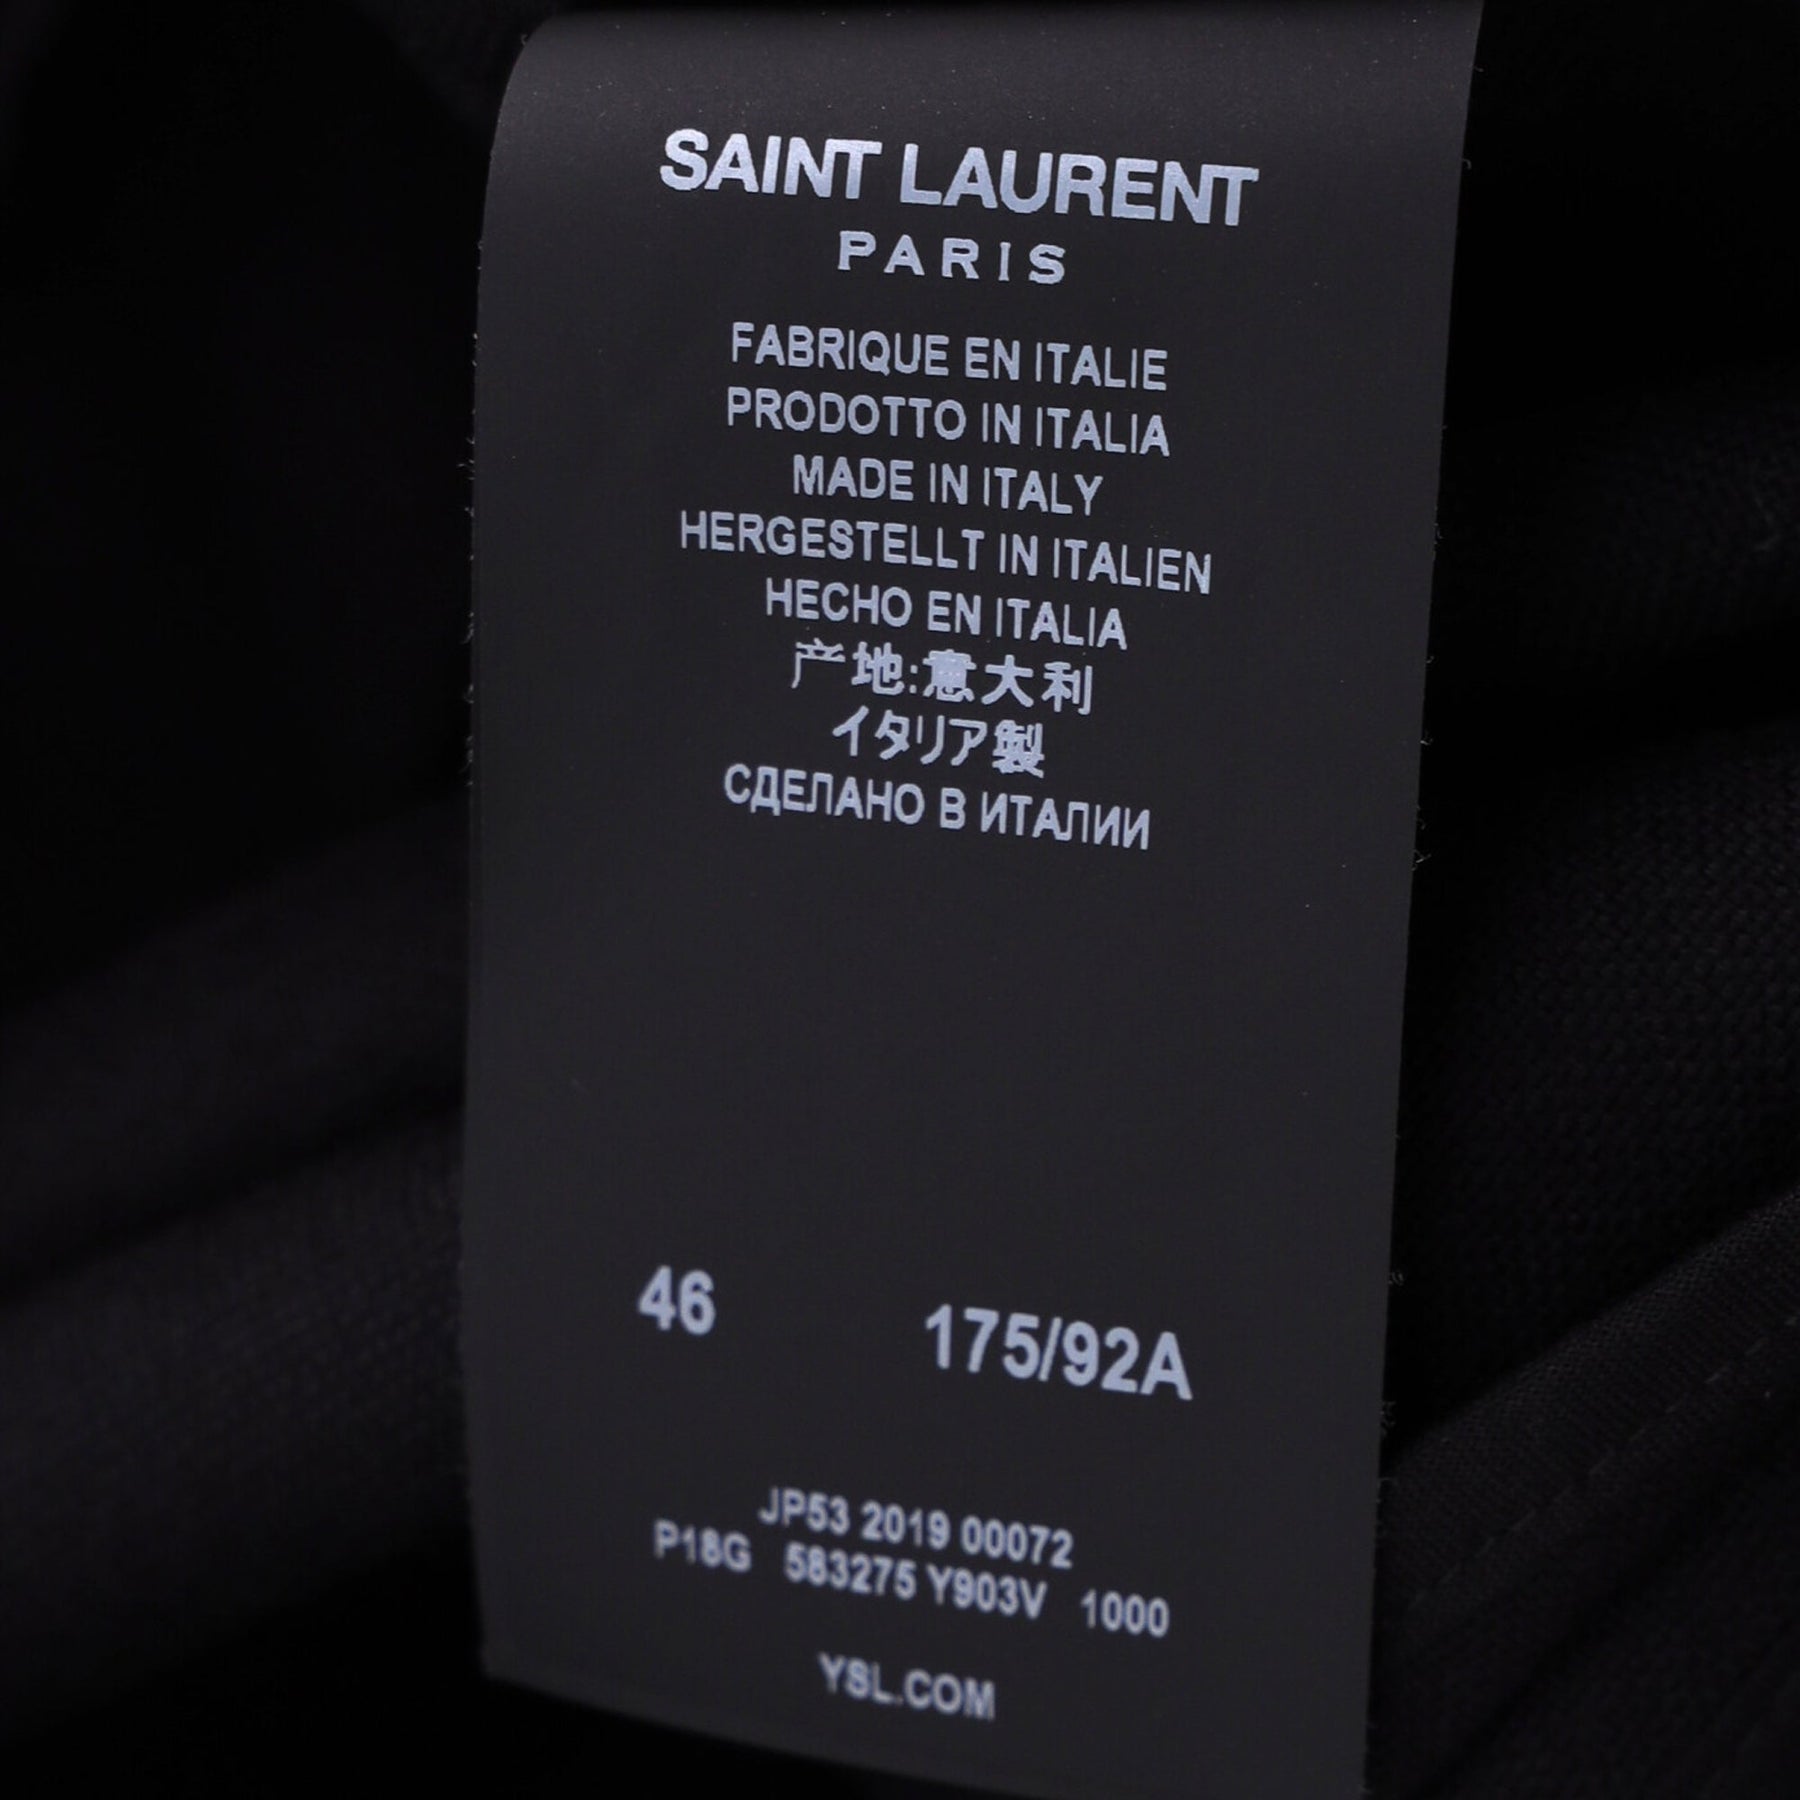 SAINT LAURENT
PARIS
FABRIQUE EN ITALIE
PRODOTTO IN ITALIA
MADE IN ITALY
HERGESTELLT IN ITALIEN
HECHO EN ITALIA
产地:意大利
イタリア製
СДЕЛАНО В ИТАЛИИ
46 175/92A
JP53 2019 00072
P18G 583275 Y903V 1000
YSL.COM